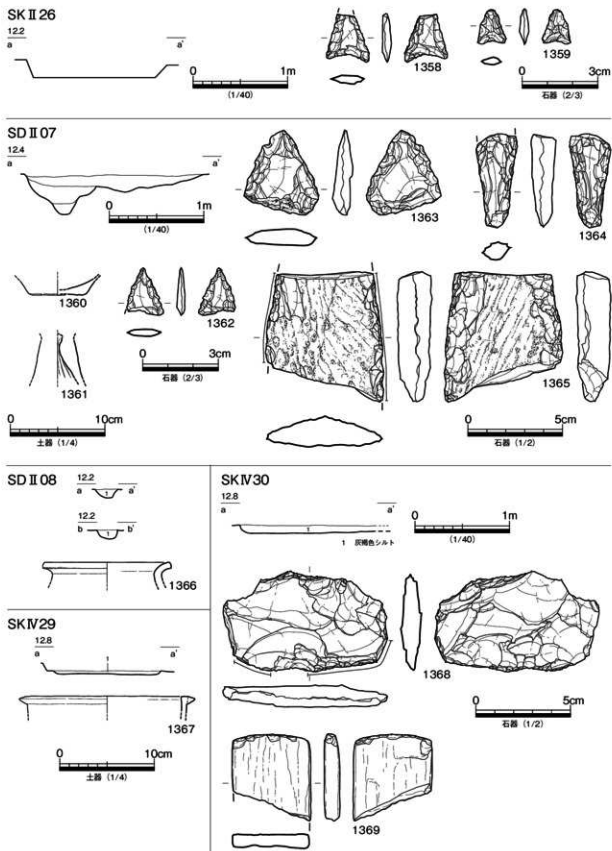 SKⅡ26
12.2
a a'
0 1m
(1/40)
1358
1359
0 3cm
石器 (2/3)
SDⅡ07
12.4
a a'
0 1m
(1/40)
1363
1364
1360
1362
1361
0 3cm
石器 (2/3)
1365
0 10cm
土器 (1/4)
0 5cm
石器 (1/2)
SDⅡ08
12.2
a a'
1
12.2
b b'
1
1366
SKⅣ29
12.8
a a'
1
1367
0 10cm
土器 (1/4)
SKⅣ30
12.8
a a'
1
1 灰褐色シルト
0 1m
(1/40)
1368
0 5cm
石器 (1/2)
1369